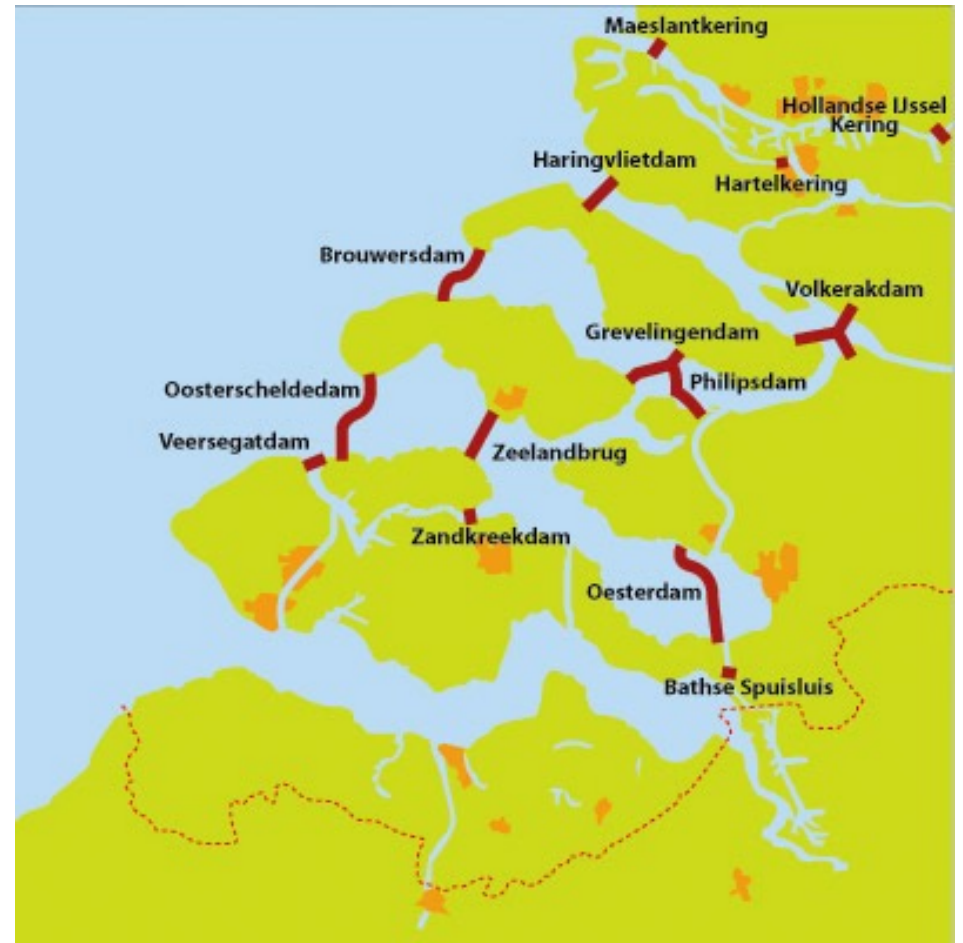 Maeslantkering
Hollandse IJssel
Kering
Haringvlietdam
Hartelkering
Brouwersdam
Volkerakdam
Grevelingendam
Oosterscheldedam
Philipsdam
Veersegatdam
Zeelandbrug
Zandkreekdam
Oesterdam
Bathse Spuisluis